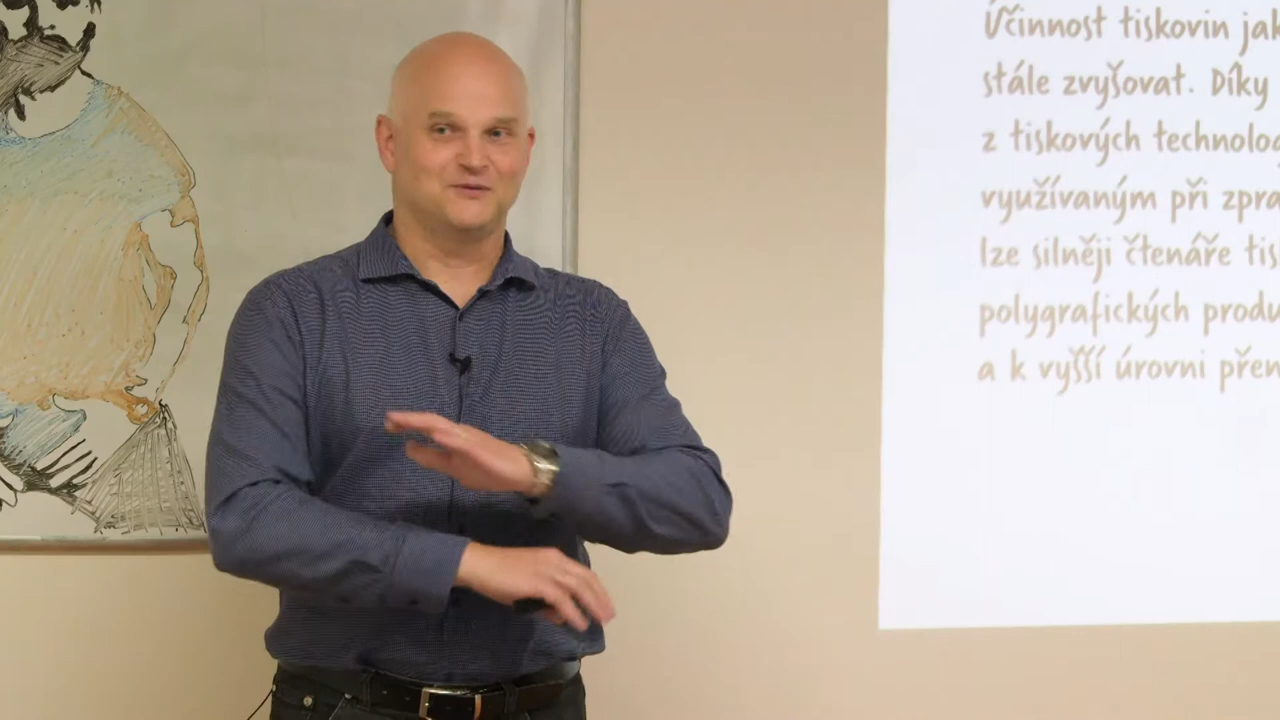 Účinnost tiskovin jak
stále zvyšovat. Díky
z tiskových technolog
využívaným při zpra
lze silněji čtenáře tis
polygrafických produ
a k vyšší úrovni přen